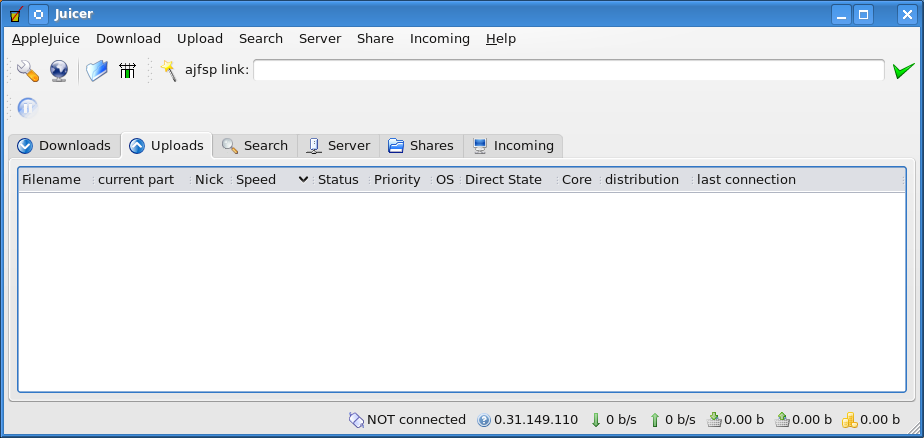 Juicer
AppleJuice Download Upload Search Server Share Incoming Help
ajfsp link:
Downloads Uploads Search Server Shares Incoming
Filename current part Nick Speed Status Priority OS Direct State Core distribution last connection
NOT connected 0.31.149.110 0 b/s 0 b/s 0.00 b 0.00 b 0.00 b